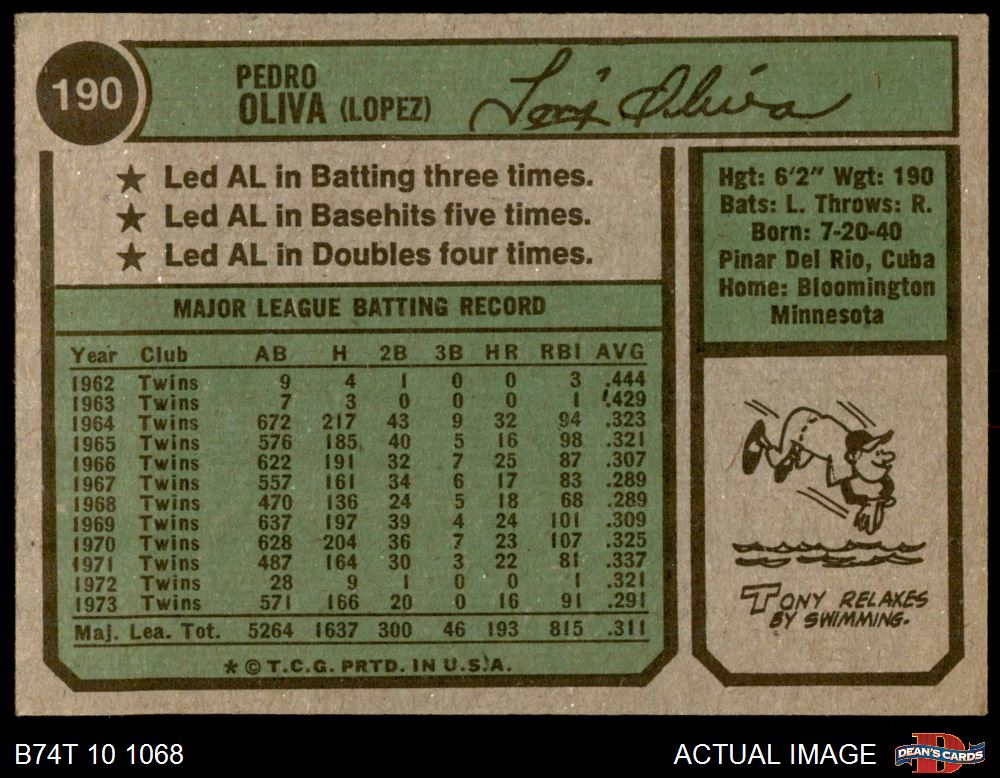 190
PEDRO
OLIVA (LOPEZ)
Tony Oliva
★ Led AL in Batting three times.
★ Led AL in Basehits five times.
★ Led AL in Doubles four times.
MAJOR LEAGUE BATTING RECORD
Year Club AB H 2B 3B HR RBI AVG
1962 Twins 9 4 1 0 0 3 .444
1963 Twins 7 3 0 0 0 1 .429
1964 Twins 672 217 43 9 32 94 .323
1965 Twins 576 185 40 5 16 98 .321
1966 Twins 622 191 32 7 25 87 .307
1967 Twins 557 161 34 6 17 83 .289
1968 Twins 470 136 24 5 18 68 .289
1969 Twins 637 197 39 4 24 101 .309
1970 Twins 628 204 36 7 23 107 .325
1971 Twins 487 164 30 3 22 81 .337
1972 Twins 28 9 1 0 0 1 .321
1973 Twins 571 166 20 0 16 91 .291
Maj. Lea. Tot. 5264 1637 300 46 193 815 .311
* © T.C.G. PRTD. IN U.S.A.
Hgt: 6'2" Wgt: 190
Bats: L. Throws: R.
Born: 7-20-40
Pinar Del Rio, Cuba
Home: Bloomington
Minnesota
TONY RELAXES
BY SWIMMING.
B74T 10 1068
ACTUAL IMAGE
DEAN'S CARDS